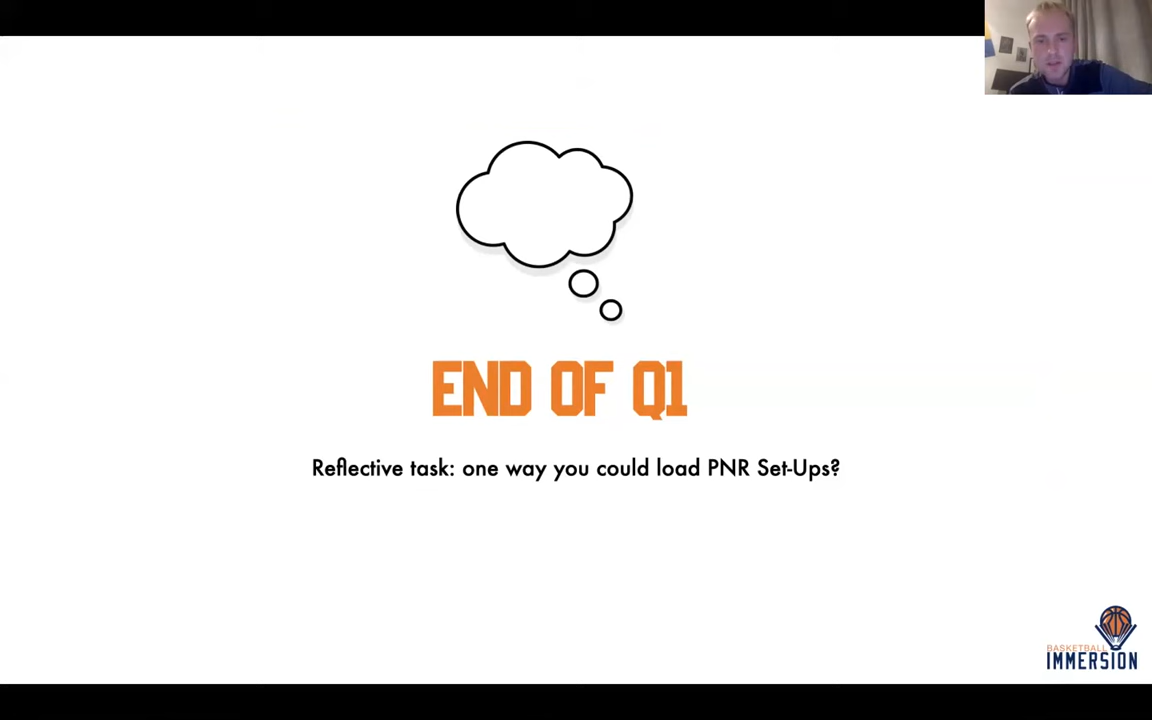 END OF Q1
Reflective task: one way you could load PNR Set-Ups?
BASKETBALL
IMMERSION